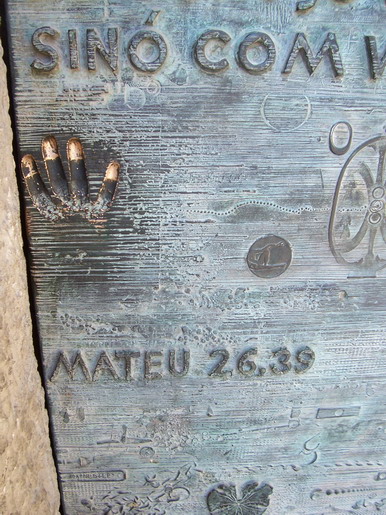 SINÓ COM V
MATEU 26.39